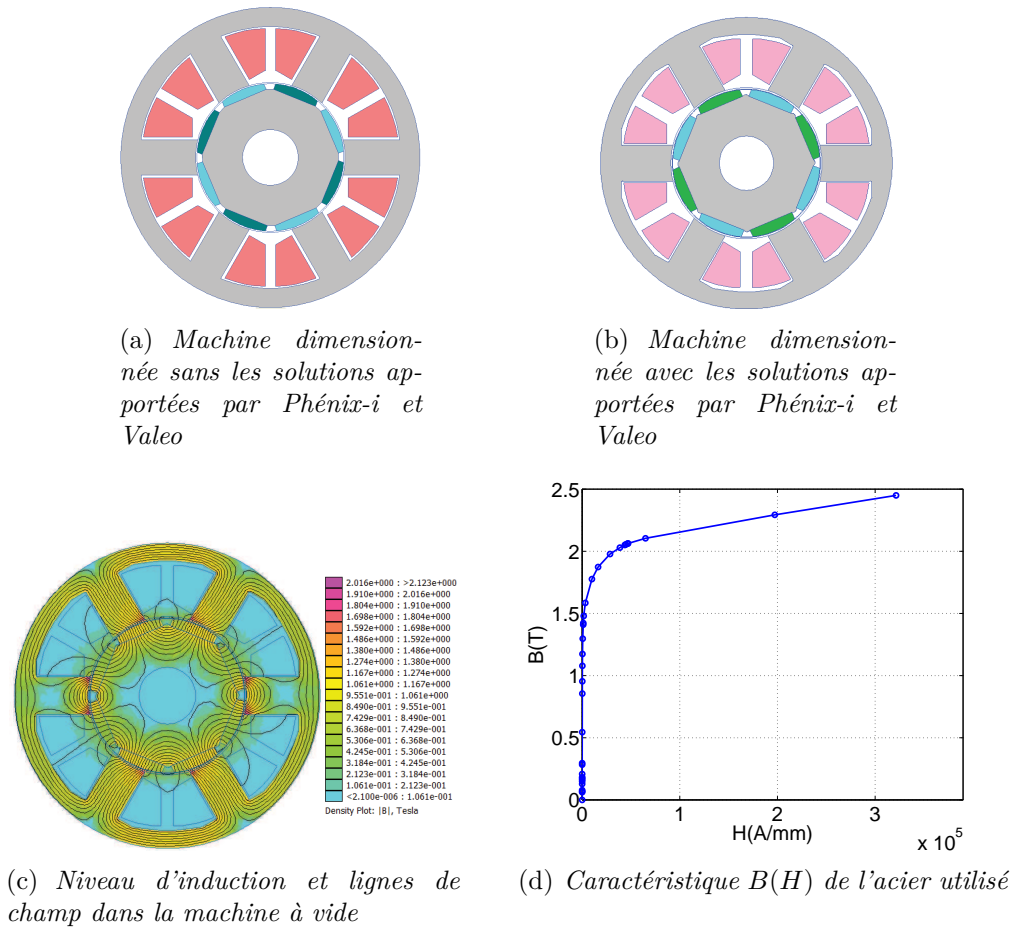 (a) Machine dimension-
née sans les solutions ap-
portées par Phénix-i et
Valeo
(b) Machine dimension-
née avec les solutions ap-
portées par Phénix-i et
Valeo
2.016e+000 : >2.123e+000
1.910e+000 : 2.016e+000
1.804e+000 : 1.910e+000
1.698e+000 : 1.804e+000
1.592e+000 : 1.698e+000
1.486e+000 : 1.592e+000
1.380e+000 : 1.486e+000
1.274e+000 : 1.380e+000
1.167e+000 : 1.274e+000
1.061e+000 : 1.167e+000
9.551e-001 : 1.061e+000
8.490e-001 : 9.551e-001
7.429e-001 : 8.490e-001
6.368e-001 : 7.429e-001
5.306e-001 : 6.368e-001
4.245e-001 : 5.306e-001
3.184e-001 : 4.245e-001
2.123e-001 : 3.184e-001
1.061e-001 : 2.123e-001
<2.100e-006 : 1.061e-001
Density Plot: |B|, Tesla
2.5
2
1.5
1
0.5
0
B(T)
0 1 2 3
H(A/mm)
x 10^5
(c) Niveau d'induction et lignes de
champ dans la machine à vide
(d) Caractéristique B(H) de l'acier utilisé